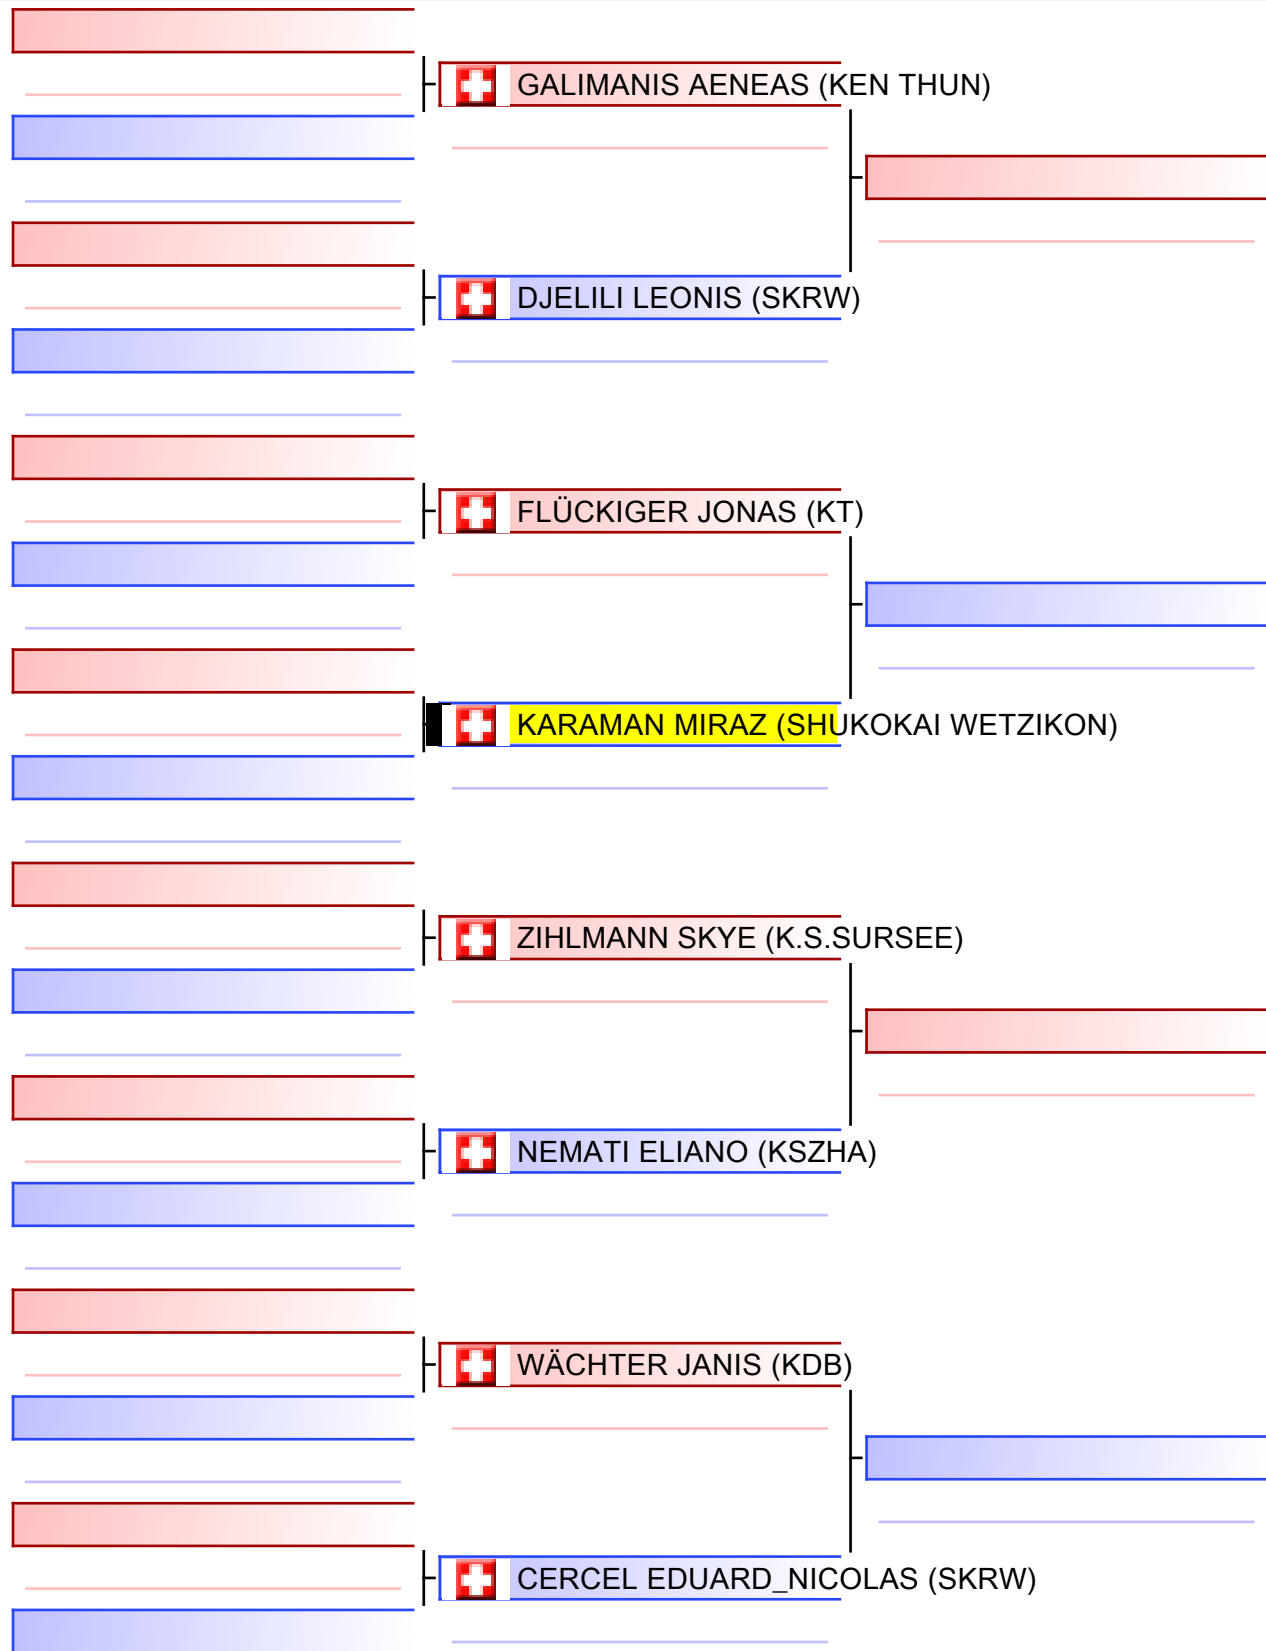 GALIMANIS AENEAS (KEN THUN)
DJELILI LEONIS (SKRW)
FLÜCKIGER JONAS (KT)
KARAMAN MIRAZ (SHUKOKAI WETZIKON)
ZIHLMANN SKYE (K.S.SURSEE)
NEMATI ELIANO (KSZHA)
WÄCHTER JANIS (KDB)
CERCEL EDUARD_NICOLAS (SKRW)